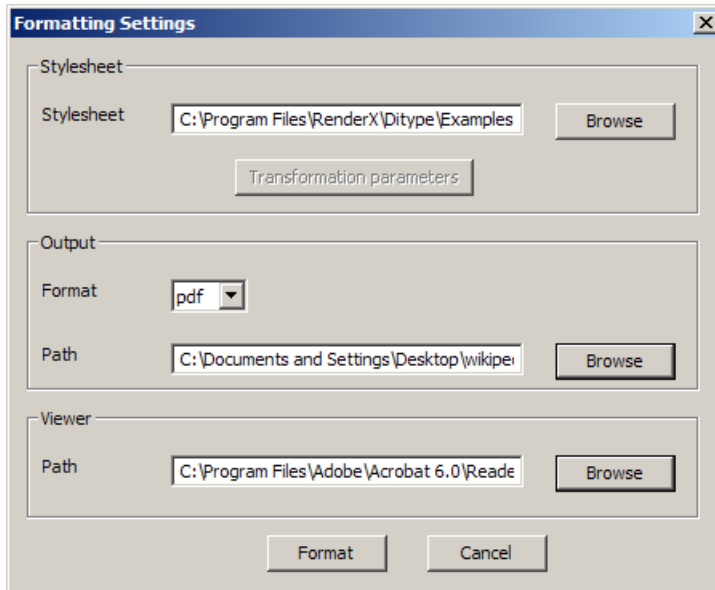 Formatting Settings
Stylesheet
Stylesheet C:\Program Files\RenderX\Ditype\Examples Browse
Transformation parameters
Output
Format pdf
Path C:\Documents and Settings\Desktop\wikiped Browse
Viewer
Path C:\Program Files\Adobe\Acrobat 6.0\Reade Browse
Format Cancel